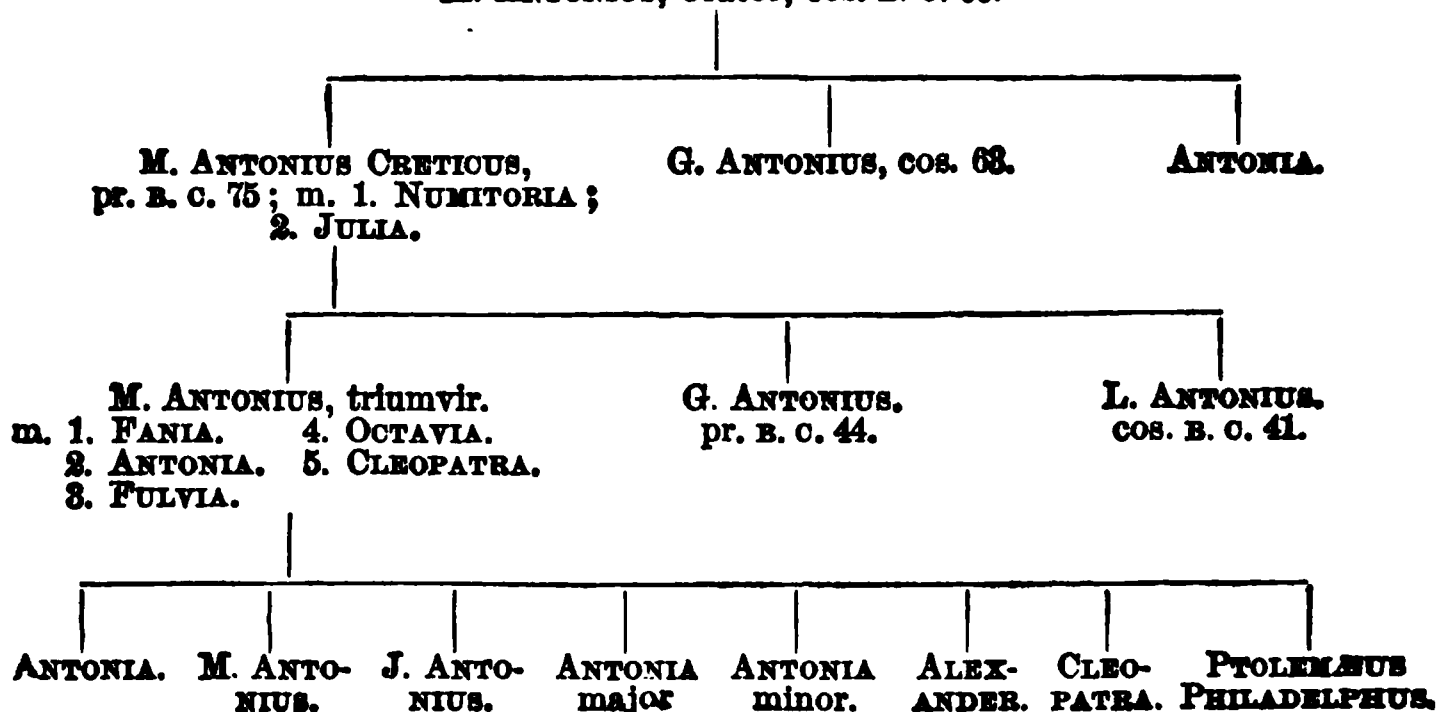 M. ANTONIUS CRETICUS,
pr. B. C. 75; m. 1. NUMITORIA;
2. JULIA.
G. ANTONIUS, cos. 63.
ANTONIA.
M. ANTONIUS, triumvir.
m. 1. FANIA. 4. OCTAVIA.
2. ANTONIA. 5. CLEOPATRA.
3. FULVIA.
G. ANTONIUS.
pr. B. C. 44.
L. ANTONIUS.
cos. B. C. 41.
ANTONIA.
M. ANTO-
NIUS.
J. ANTO-
NIUS.
ANTONIA
major
ANTONIA
minor.
ALEX-
ANDER.
CLEO-
PATRA.
PTOLEMÆUS
PHILADELPHUS.